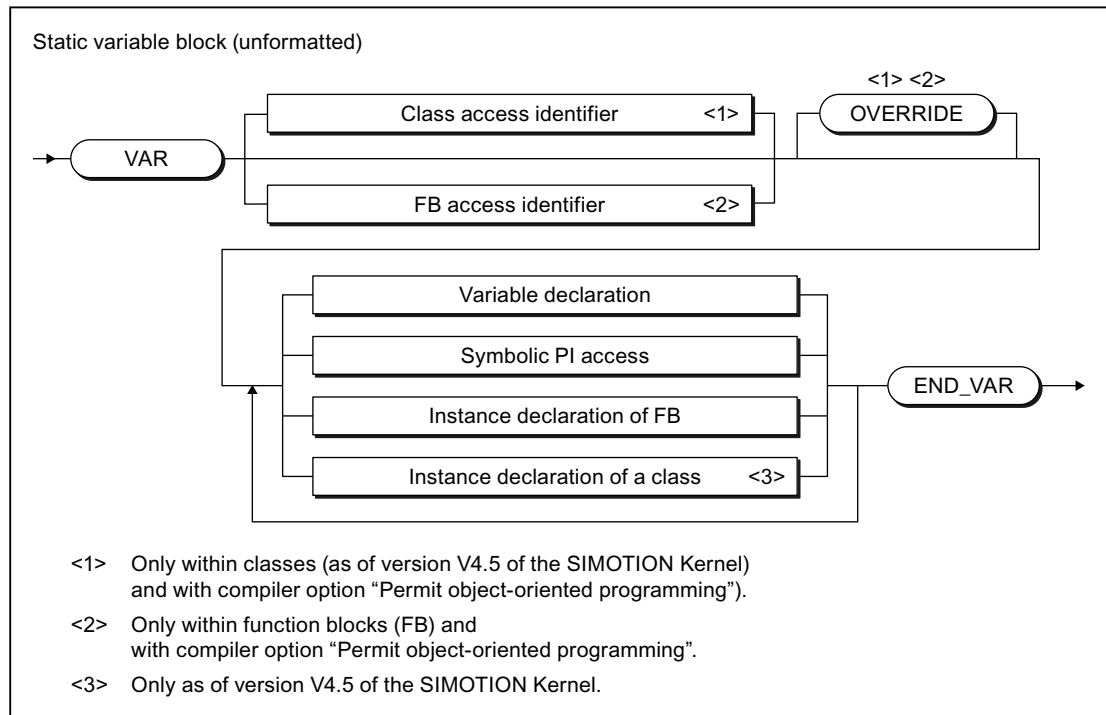 Static variable block (unformatted)
<1> <2>
Class access identifier <1>
OVERRIDE
VAR
FB access identifier <2>
Variable declaration
Symbolic PI access
END_VAR
Instance declaration of FB
Instance declaration of a class <3>
<1> Only within classes (as of version V4.5 of the SIMOTION Kernel)
and with compiler option “Permit object-oriented programming”).
<2> Only within function blocks (FB) and
with compiler option “Permit object-oriented programming”.
<3> Only as of version V4.5 of the SIMOTION Kernel.